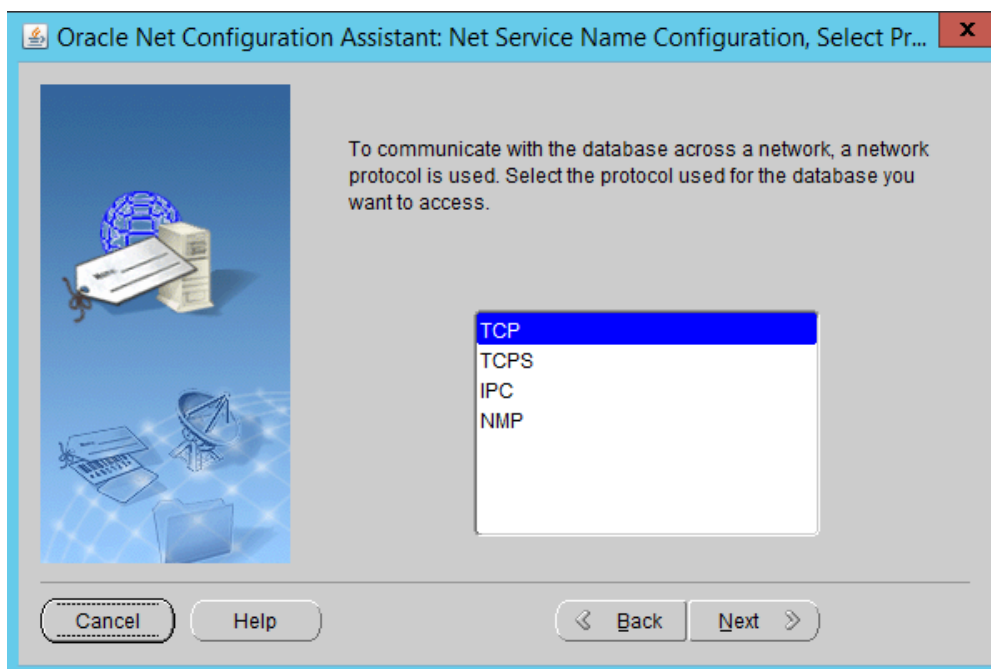 Oracle Net Configuration Assistant: Net Service Name Configuration, Select Pr...
X
To communicate with the database across a network, a network
protocol is used. Select the protocol used for the database you
want to access.
TCP
TCPS
IPC
NMP
Cancel
Help
Back
Next